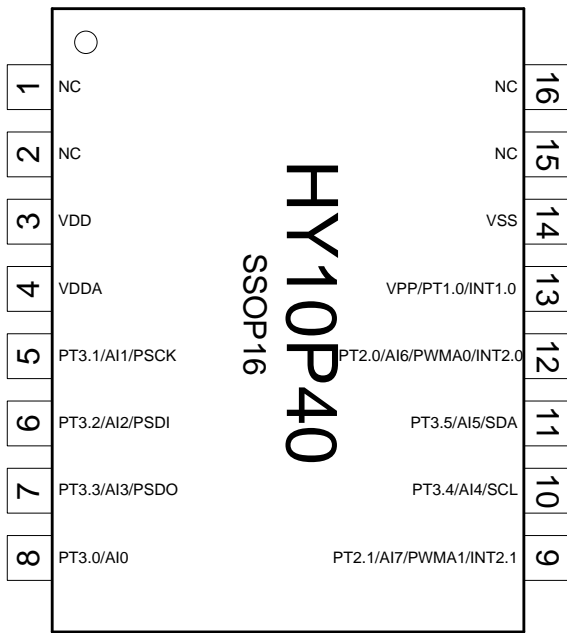 1 NC NC 16
2 NC NC 15
3 VDD VSS 14
4 VDDA VPP/PT1.0/INT1.0 13
5 PT3.1/AI1/PSCK PT2.0/AI6/PWMA0/INT2.0 12
6 PT3.2/AI2/PSDI PT3.5/AI5/SDA 11
7 PT3.3/AI3/PSDO PT3.4/AI4/SCL 10
8 PT3.0/AI0 PT2.1/AI7/PWMA1/INT2.1 9
HY10P40
SSOP16